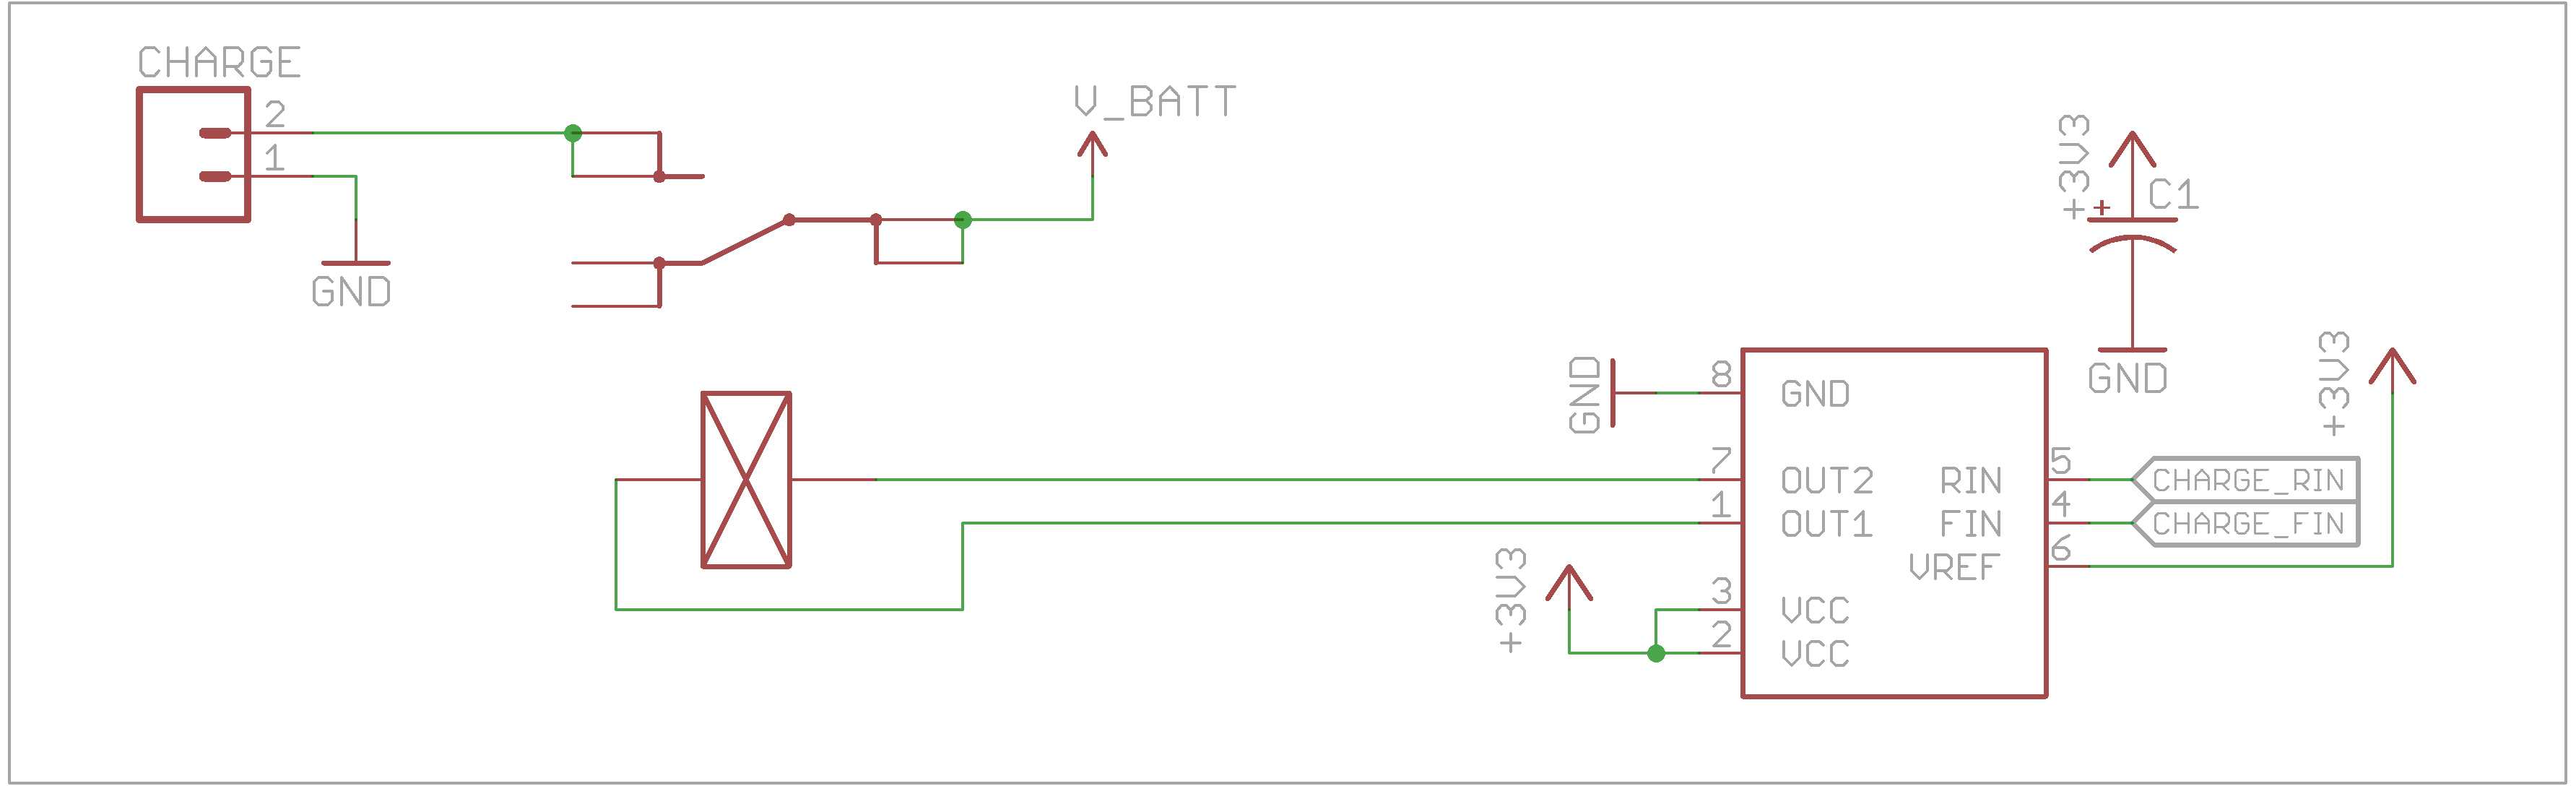 CHARGE
2
1
GND
V_BATT
+3V3
+
C1
GND
+3V3
GND
8
GND
7
OUT2
1
OUT1
+3V3
3
VCC
2
VCC
RIN
5
CHARGE_RIN
FIN
4
CHARGE_FIN
VREF
6